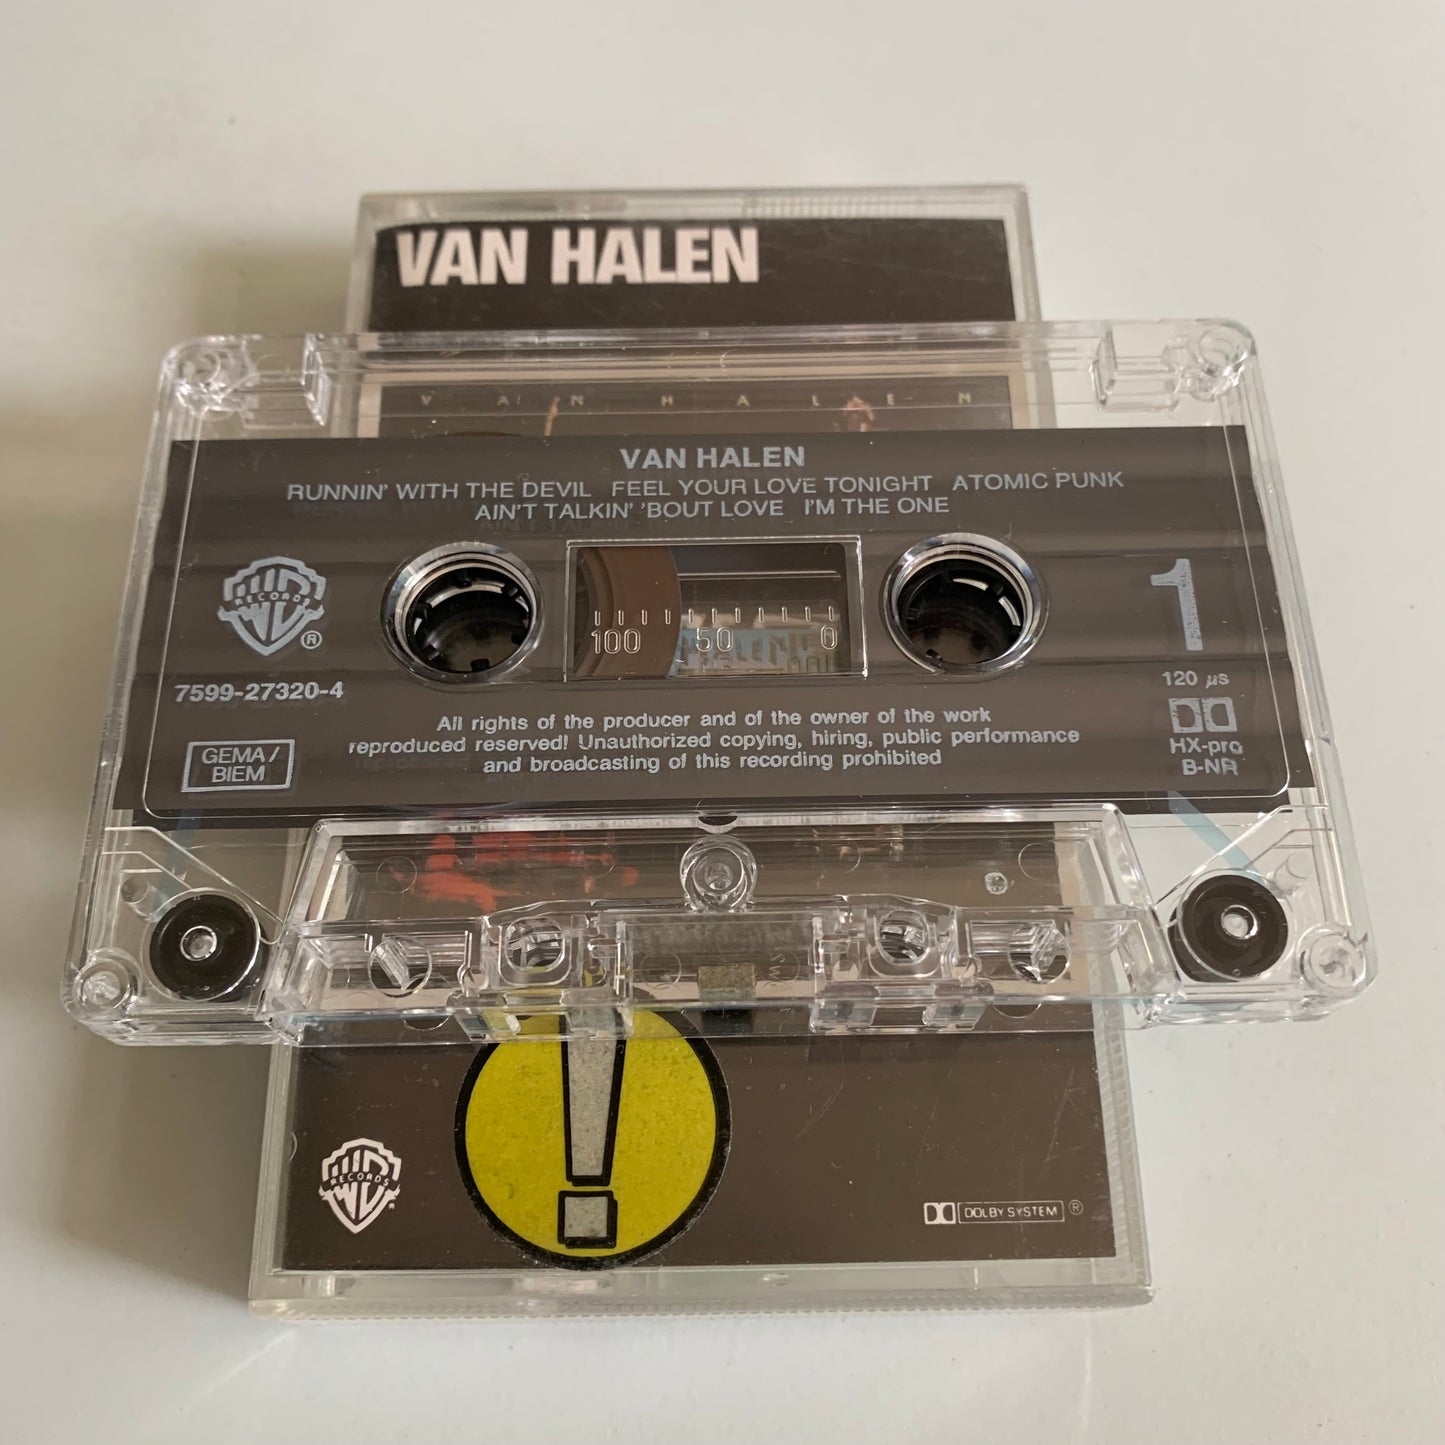 VAN HALEN
V A N H A L E N
VAN HALEN
RUNNIN' WITH THE DEVIL FEEL YOUR LOVE TONIGHT ATOMIC PUNK
AIN'T TALKIN' 'BOUT LOVE I'M THE ONE
RECORDS
®
7599-27320-4
GEMA/
BIEM
100 50 0
1
120 µs
HX-pro
B-NR
All rights of the producer and of the owner of the work
reproduced reserved! Unauthorized copying, hiring, public performance
and broadcasting of this recording prohibited
!
RECORDS
®
DOLBY SYSTEM ®